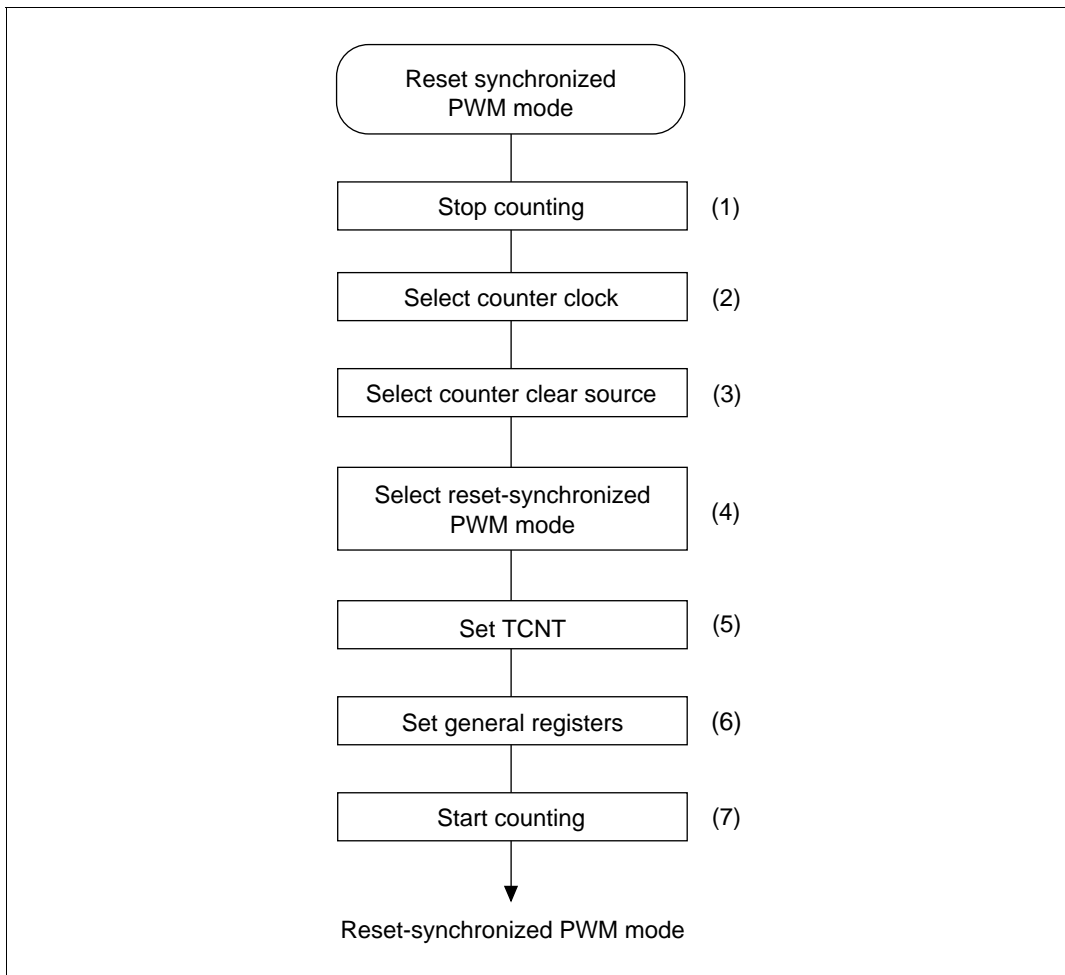 Reset synchronized
PWM mode
Stop counting (1)
Select counter clock (2)
Select counter clear source (3)
Select reset-synchronized
PWM mode
(4)
Set TCNT (5)
Set general registers (6)
Start counting (7)
Reset-synchronized PWM mode